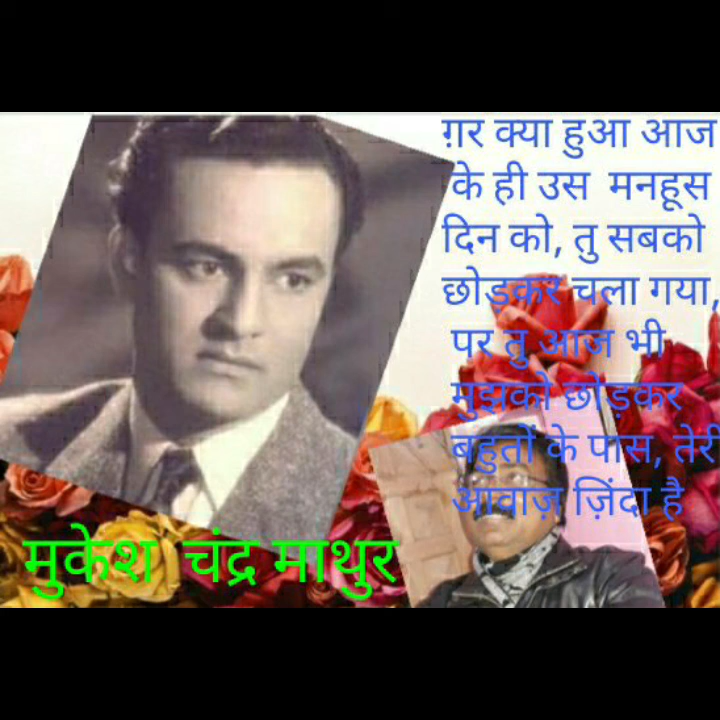 ग़र क्या हुआ आज
के ही उस मनहूस
दिन को, तु सबको
छोड़कर चला गया,
पर तु आज भी
मुझको छोड़कर
बहुतों के पास, तेरी
आवाज़ ज़िंदा है
मुकेश चंद्र माथुर